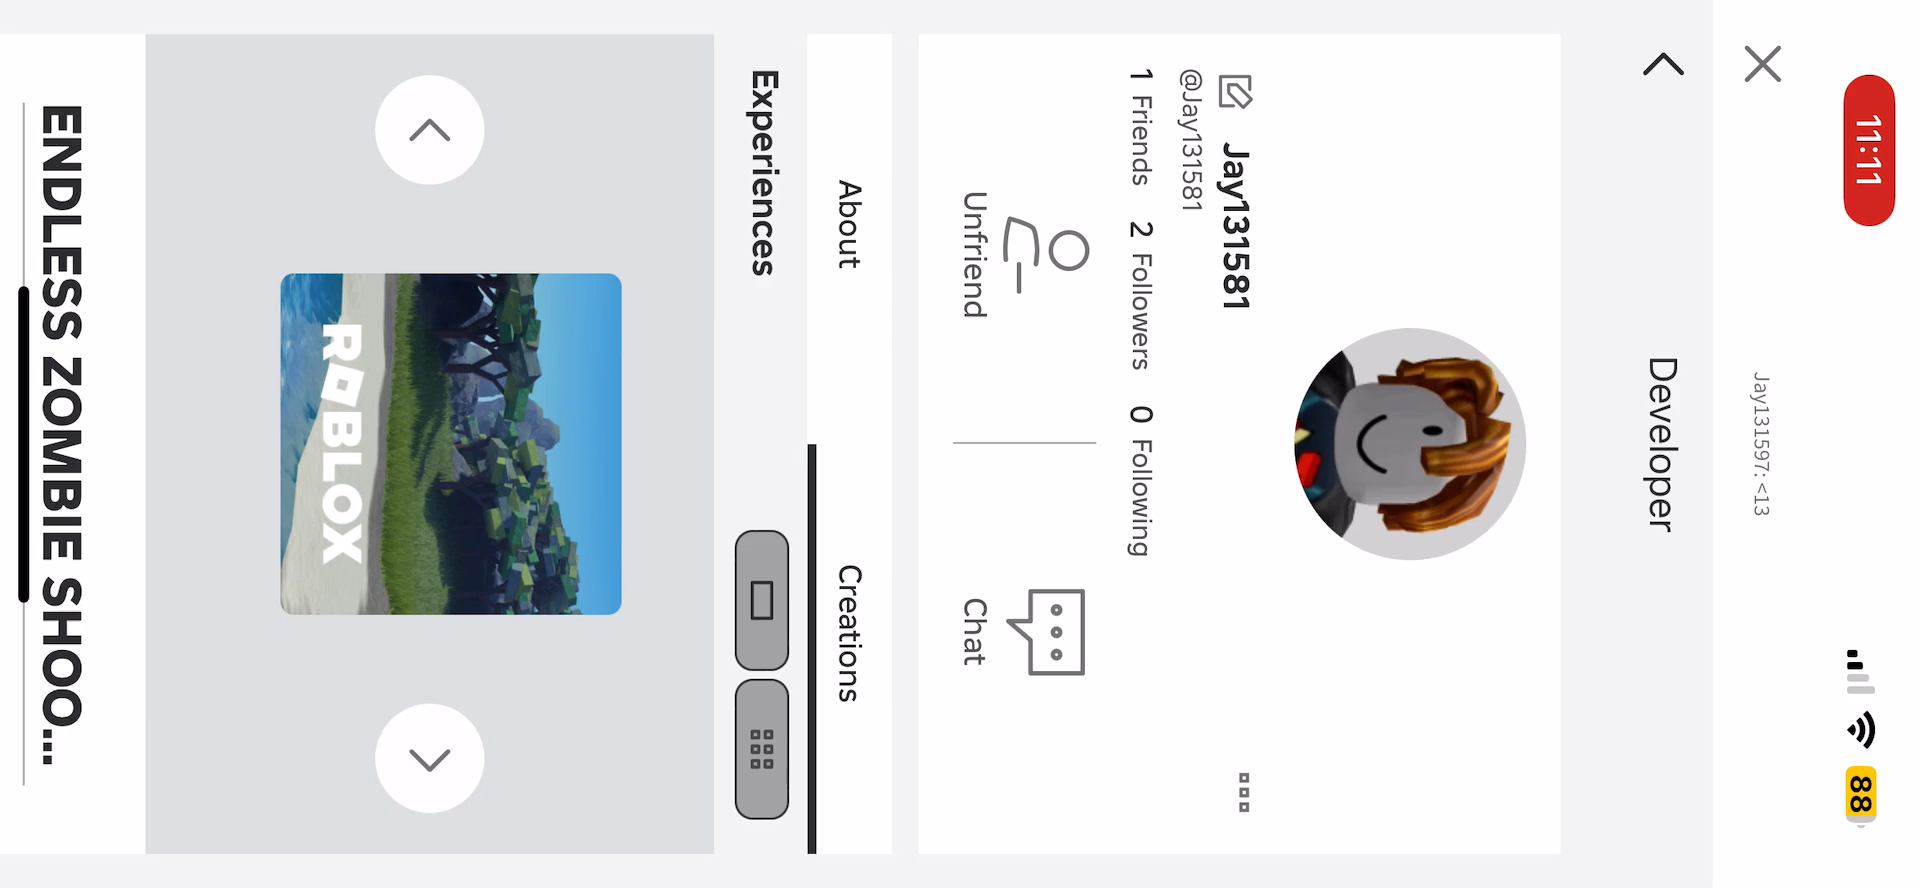 11:11
88
Jay131597: <13
Developer
Jay131581
@Jay131581
1 Friends 2 Followers 0 Following
Unfriend
Chat
About
Creations
Experiences
ROBLOX
ENDLESS ZOMBIE SHOO...